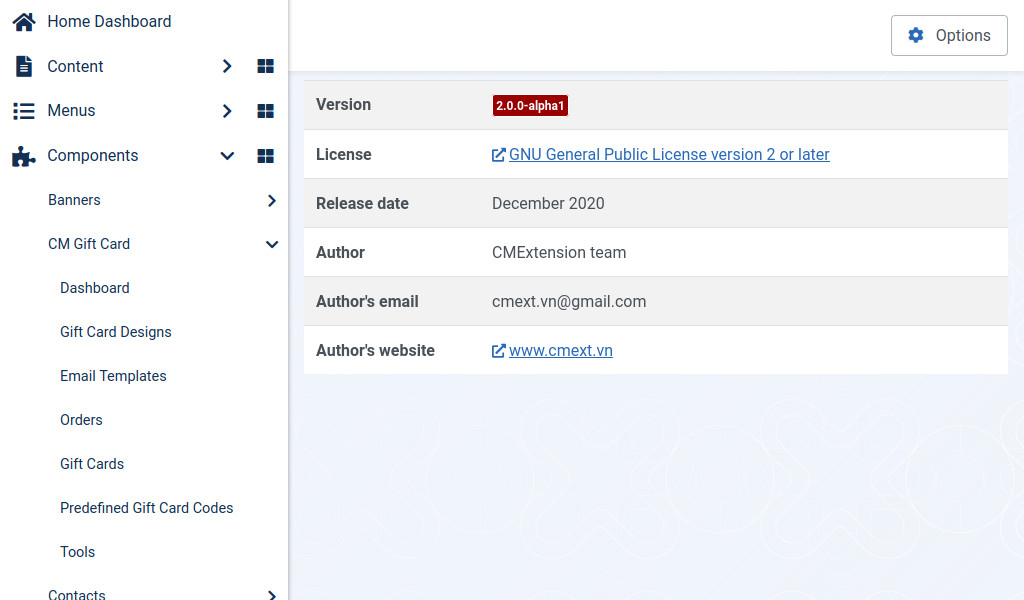 Home Dashboard
Content
Menus
Components
Banners
CM Gift Card
Dashboard
Gift Card Designs
Email Templates
Orders
Gift Cards
Predefined Gift Card Codes
Tools
Contacts
Options
Version 2.0.0-alpha1
License GNU General Public License version 2 or later
Release date December 2020
Author CMExtension team
Author's email cmext.vn@gmail.com
Author's website www.cmext.vn